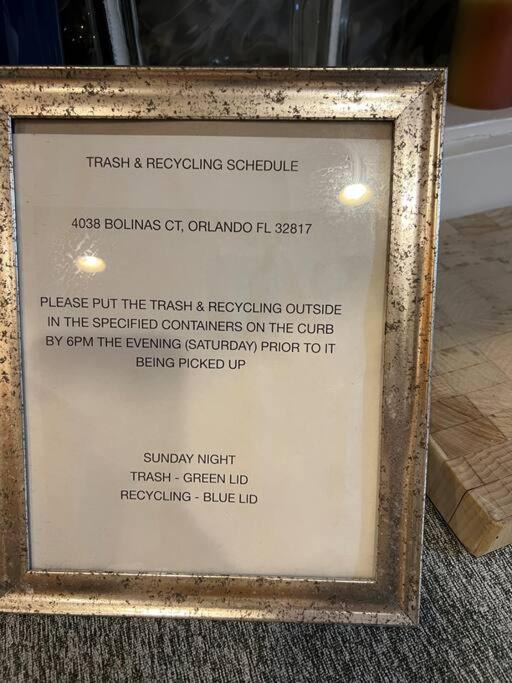 TRASH & RECYCLING SCHEDULE
4038 BOLINAS CT, ORLANDO FL 32817
PLEASE PUT THE TRASH & RECYCLING OUTSIDE
IN THE SPECIFIED CONTAINERS ON THE CURB
BY 6PM THE EVENING (SATURDAY) PRIOR TO IT
BEING PICKED UP
SUNDAY NIGHT
TRASH - GREEN LID
RECYCLING - BLUE LID